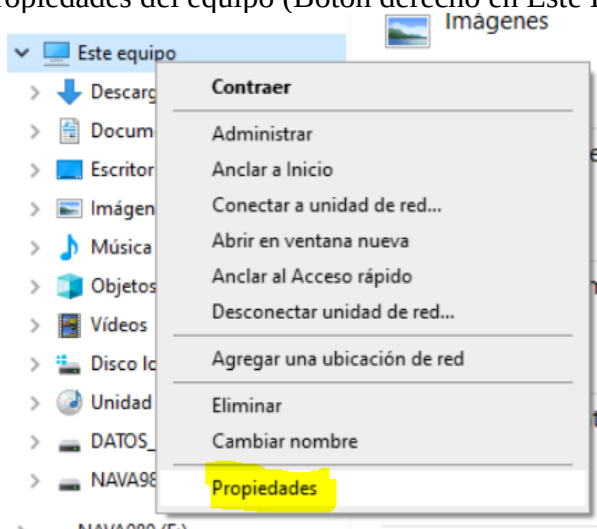 ropiedades del equipo (Botón derecho en Este
Imágenes
Este equipo
Descarg
Docum
Escritor
Imágen
Música
Objetos
Vídeos
Disco lo
Unidad
DATOS_
NAVA98
Contraer
Administrar
Anclar a Inicio
Conectar a unidad de red...
Abrir en ventana nueva
Anclar al Acceso rápido
Desconectar unidad de red...
Agregar una ubicación de red
Eliminar
Cambiar nombre
Propiedades